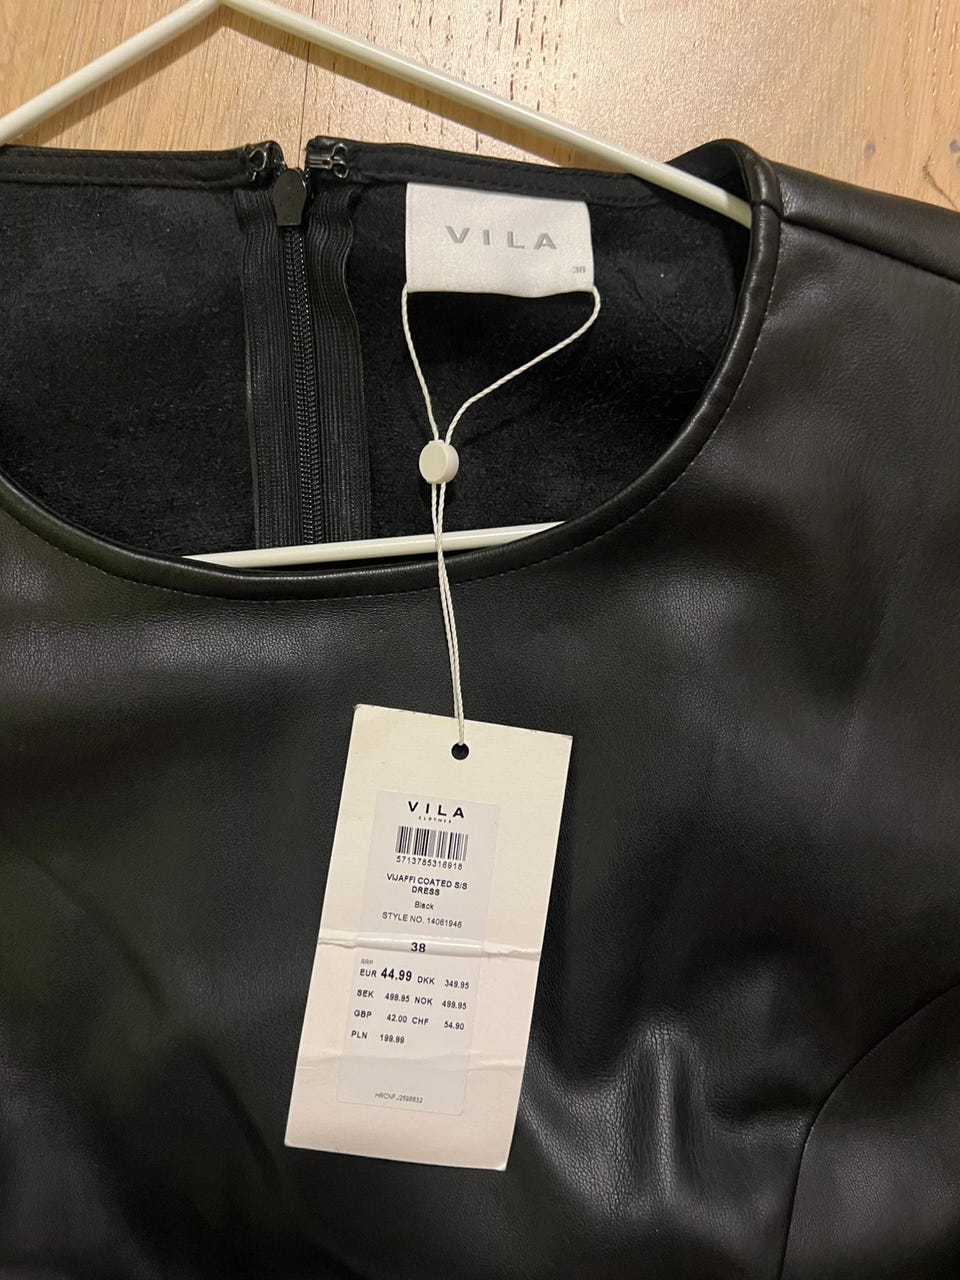 VILA
38
VILA
CLOTHES
5713785316918
VIJAFFI COATED S/S
DRESS
Black
STYLE NO. 14061946
38
RRP
EUR 44.99 DKK 349.95
SEK 499.95 NOK 499.95
GBP 42.00 CHF 54.90
PLN 199.99